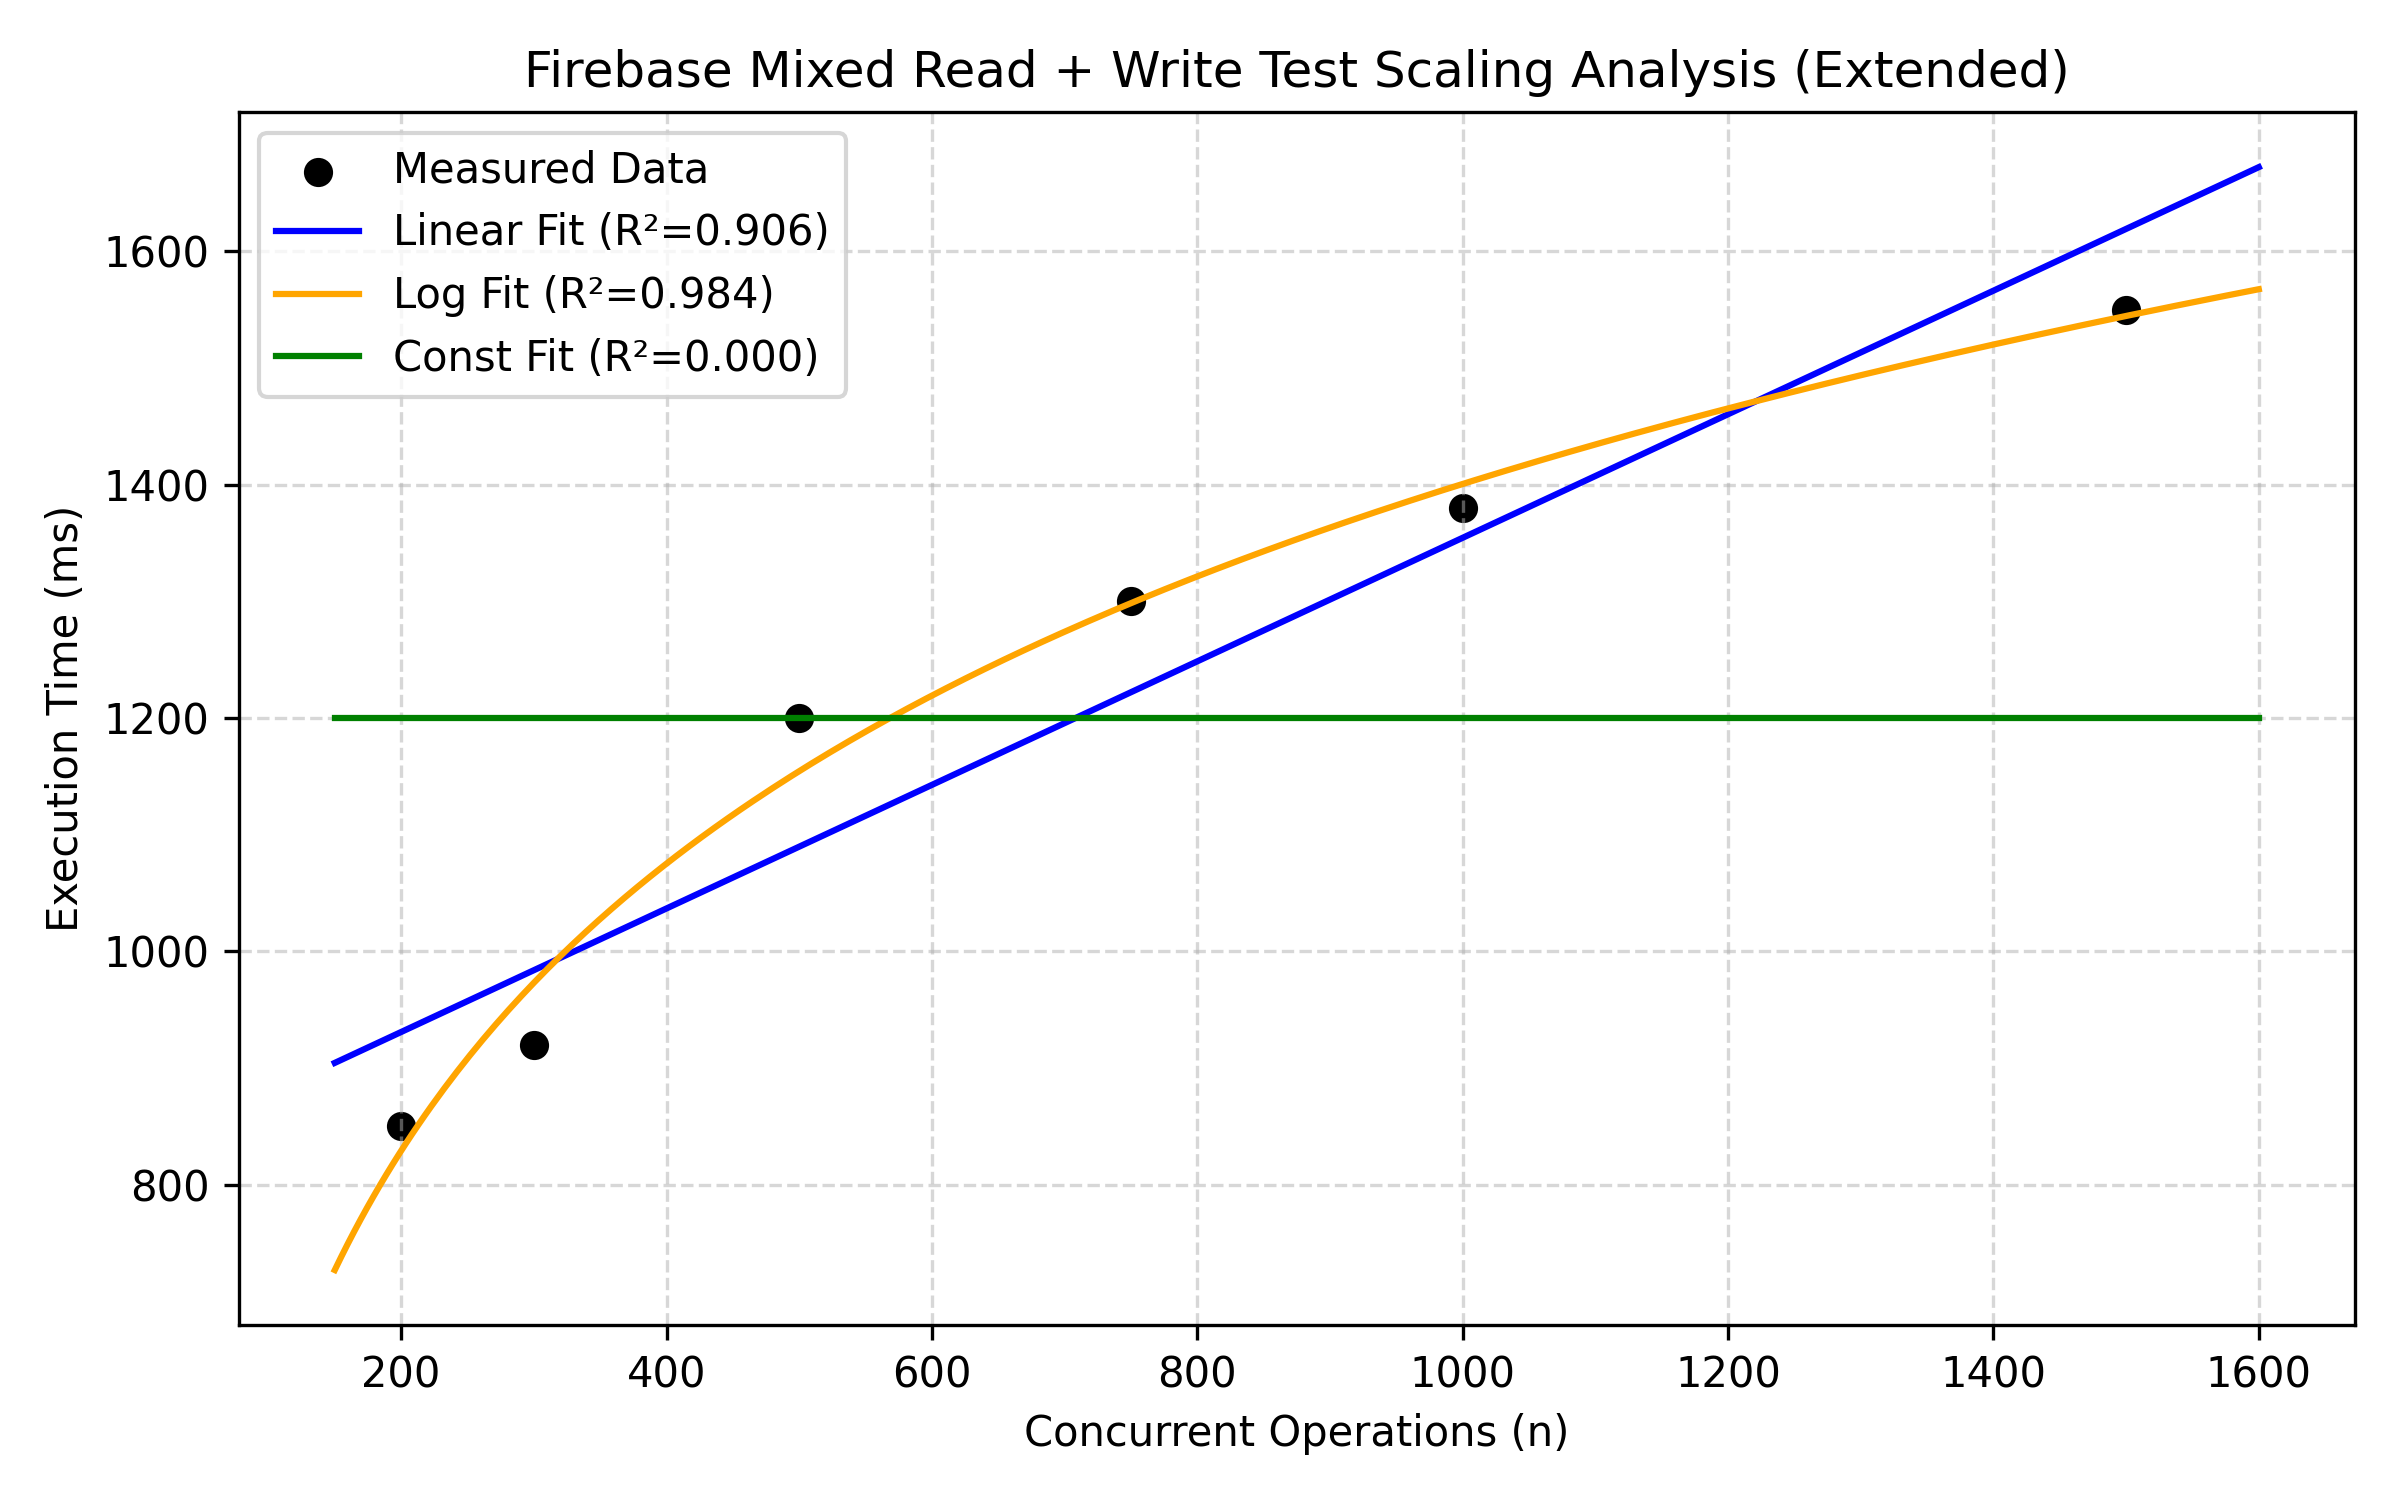 Firebase Mixed Read + Write Test Scaling Analysis (Extended)
Measured Data
Linear Fit (R²=0.906)
Log Fit (R²=0.984)
Const Fit (R²=0.000)
Execution Time (ms)
1600
1400
1200
1000
800
200 400 600 800 1000 1200 1400 1600
Concurrent Operations (n)